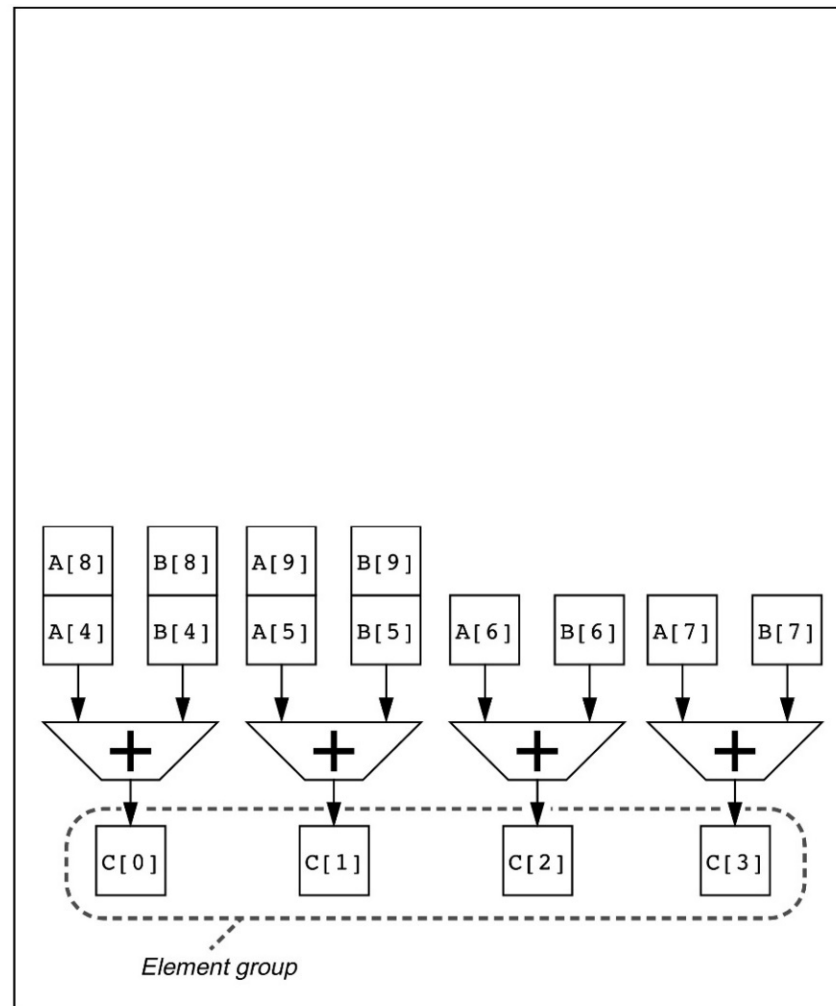 A[8] B[8] A[9] B[9]
A[4] B[4] A[5] B[5] A[6] B[6] A[7] B[7]
+ + + +
C[0] C[1] C[2] C[3]
Element group